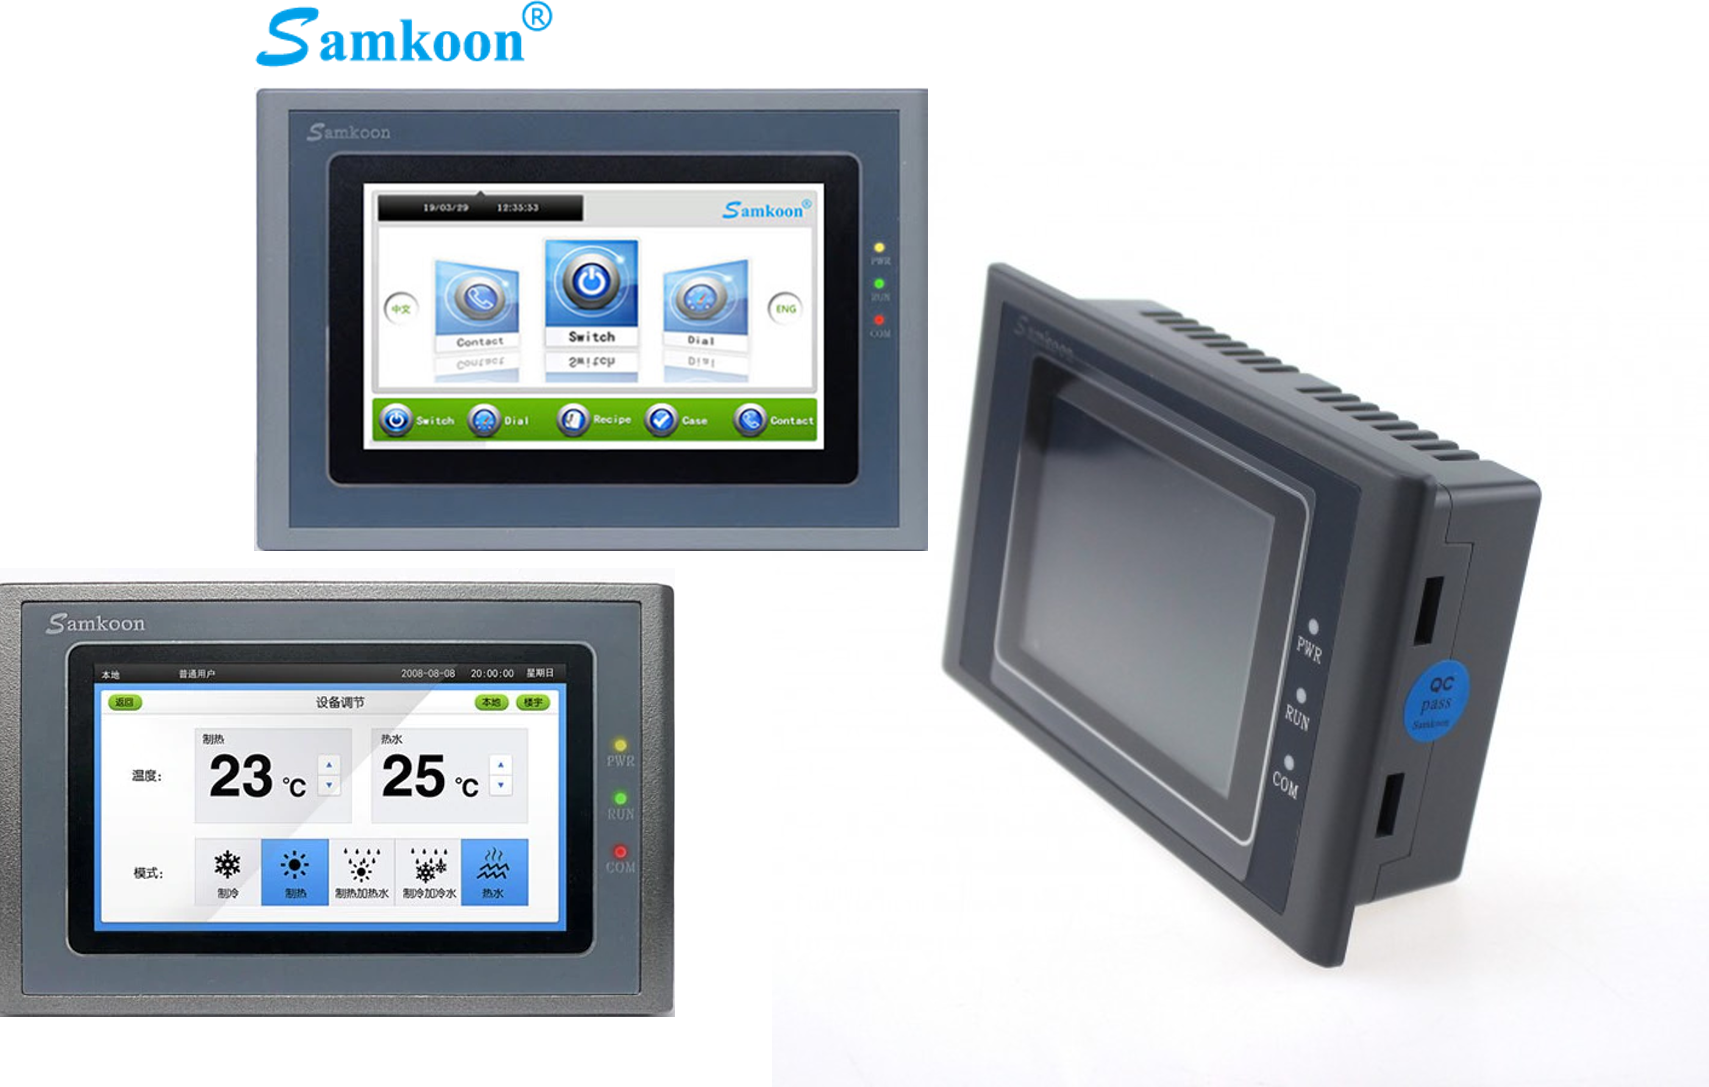 Samkoon®
Samkoon
19/03/29 12:35:53
Samkoon®
中文
Contact
Switch
Dial
ENG
PWR
RUN
COM
Switch
Dial
Recipe
Case
Contact
Samkoon
PWR
RUN
COM
QC
pass
Samkoon
Samkoon
本地 普通用户 2008-08-08 20:00:00 星期日
返回 设备调节 本地 楼宇
制热 热水
温度: 23 ℃ 25 ℃
PWR
RUN
COM
模式:
制冷 制热 制热加热水 制冷加冷水 热水